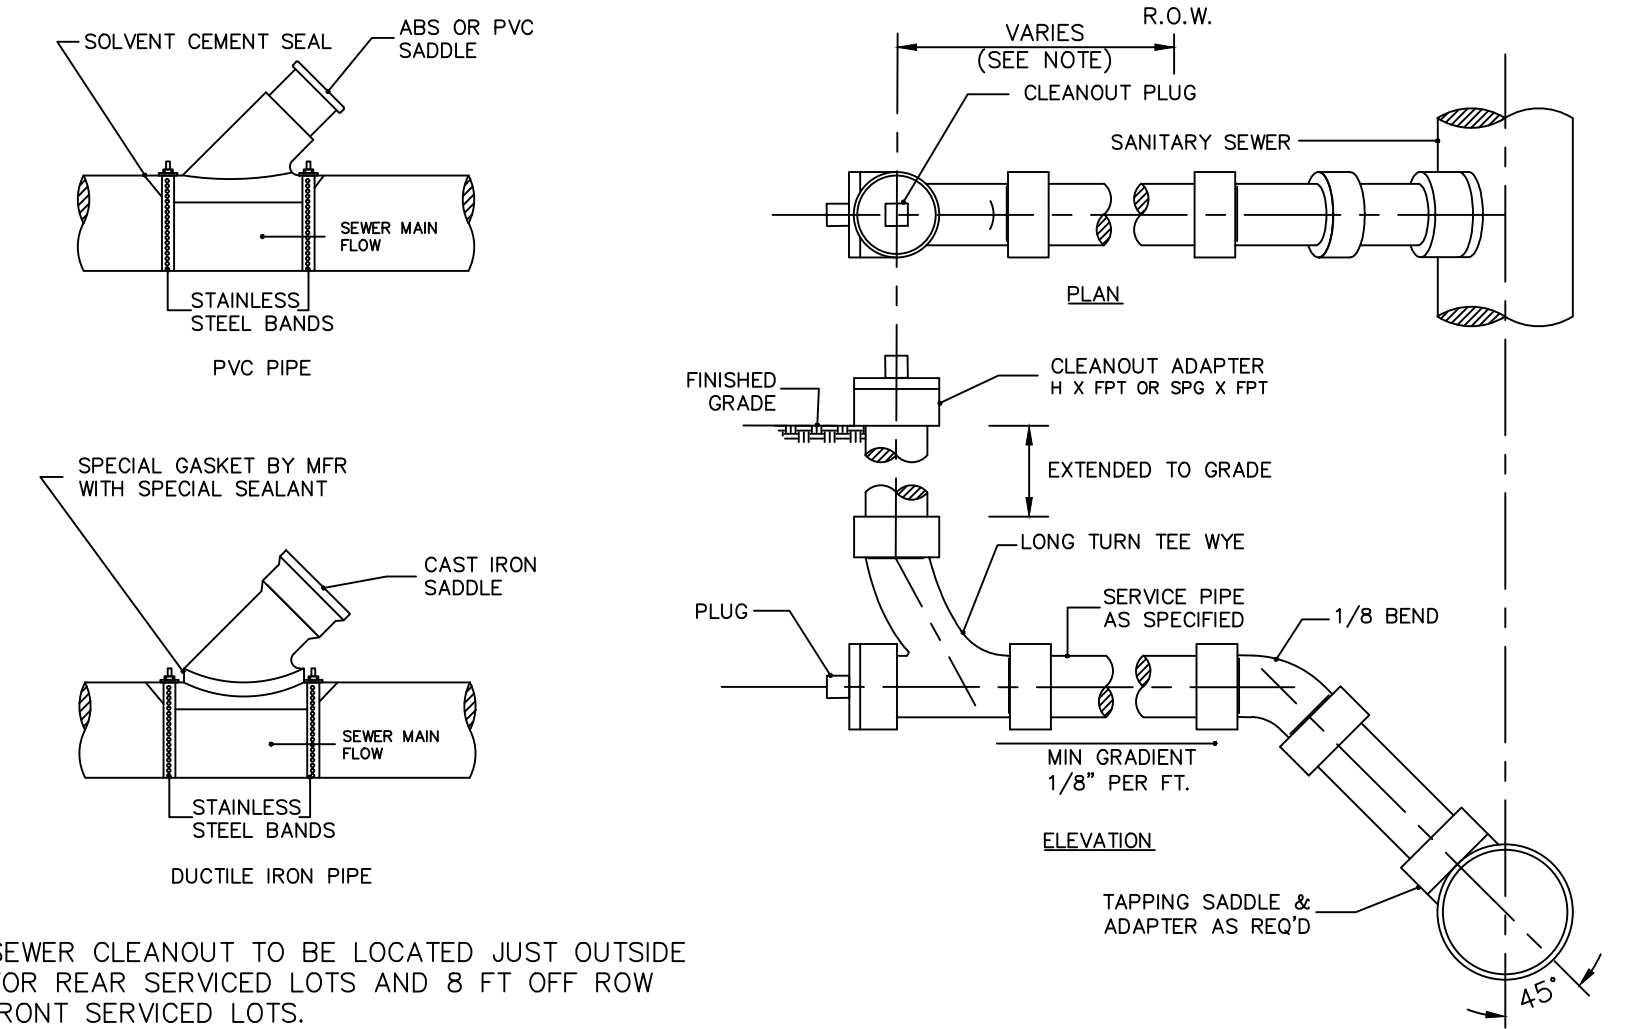 SOLVENT CEMENT SEAL
ABS OR PVC
SADDLE
SEWER MAIN
FLOW
STAINLESS
STEEL BANDS
PVC PIPE
SPECIAL GASKET BY MFR
WITH SPECIAL SEALANT
CAST IRON
SADDLE
SEWER MAIN
FLOW
STAINLESS
STEEL BANDS
DUCTILE IRON PIPE
R.O.W.
VARIES
(SEE NOTE)
CLEANOUT PLUG
SANITARY SEWER
PLAN
FINISHED
GRADE
CLEANOUT ADAPTER
H X FPT OR SPG X FPT
EXTENDED TO GRADE
LONG TURN TEE WYE
PLUG
SERVICE PIPE
AS SPECIFIED
1/8 BEND
MIN GRADIENT
1/8” PER FT.
ELEVATION
TAPPING SADDLE &
ADAPTER AS REQ'D
45°
SEWER CLEANOUT TO BE LOCATED JUST OUTSIDE
OR REAR SERVICED LOTS AND 8 FT OFF ROW
RONT SERVICED LOTS.